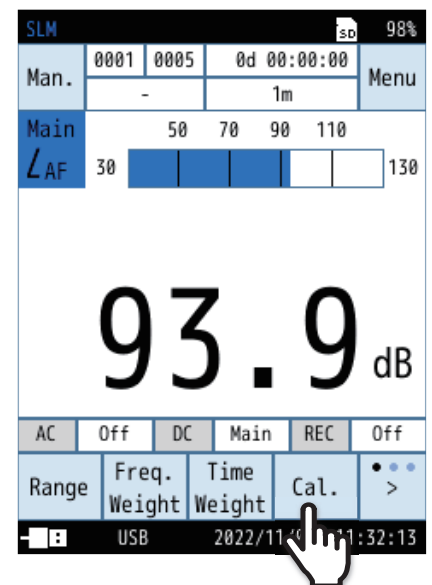 SLM SD 98%
Man. 0001 0005 0d 00:00:00 Menu
- 1m
Main 50 70 90 110
L AF 30 130
93.9 dB
AC Off DC Main REC Off
Range Freq. Weight Time Weight Cal. >
USB 2022/11 11:32:13